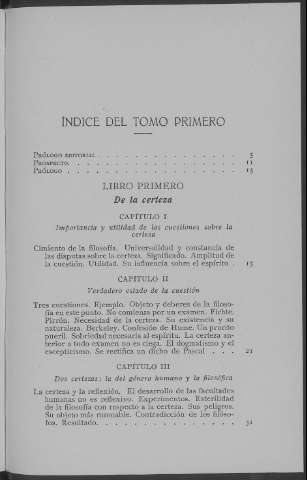 ÍNDICE DEL TOMO PRIMERO
PRÓLOGO EDITORIAL . . . . . . . . . . . . . . . 5
PROSPECTO. . . . . . . . . . . . . . . . . . 11
PRÓLOGO . . . . . . . . . . . . . . . . . . 15
LIBRO PRIMERO
De la certeza
CAPÍTULO I
Importancia y utilidad de las cuestiones sobre la
certeza
Cimiento de la filosofía. Universalidad y constancia de
las disputas sobre la certeza. Significado. Amplitud de
la cuestión. Utilidad. Su influencia sobre el espíritu . 15
CAPÍTULO II
Verdadero estado de la cuestión
Tres cuestiones. Ejemplo. Objeto y deberes de la filoso-
fía en este punto. No comienza por un examen. Fichte.
Pirrón. Necesidad de la certeza. Su existencia y su
naturaleza. Berkeley. Confesión de Hume. Un prurito
pueril. Sobriedad necesaria al espíritu. La certeza an-
terior a todo examen no es ciega. El dogmatismo y el
escepticismo. Se rectifica un dicho de Pascal . . . 21
CAPÍTULO III
Dos certezas: la del género humano y la filosófica
La certeza y la reflexión. El desarrollo de las facultades
humanas no es reflexivo. Experimentos. Esterilidad
de la filosofía con respecto a la certeza. Sus peligros.
Su objeto más razonable. Contradicción de los filóso-
fos. Resultado. . . . . . . . . . . . . . . 31